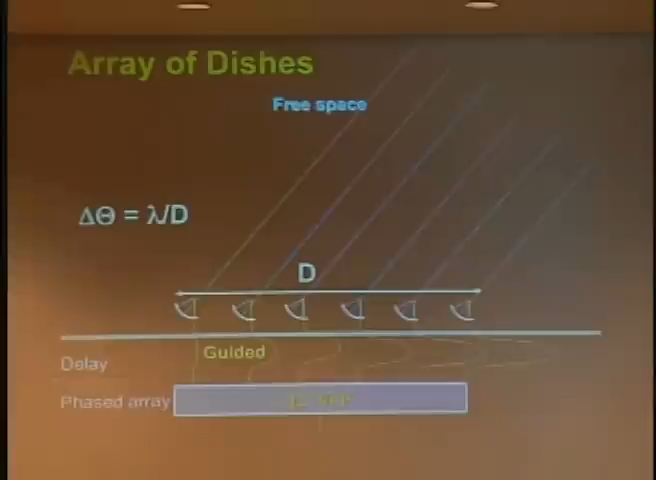 Array of Dishes
Free space
ΔΘ = λ/D
D
Guided
Delay
Phased array